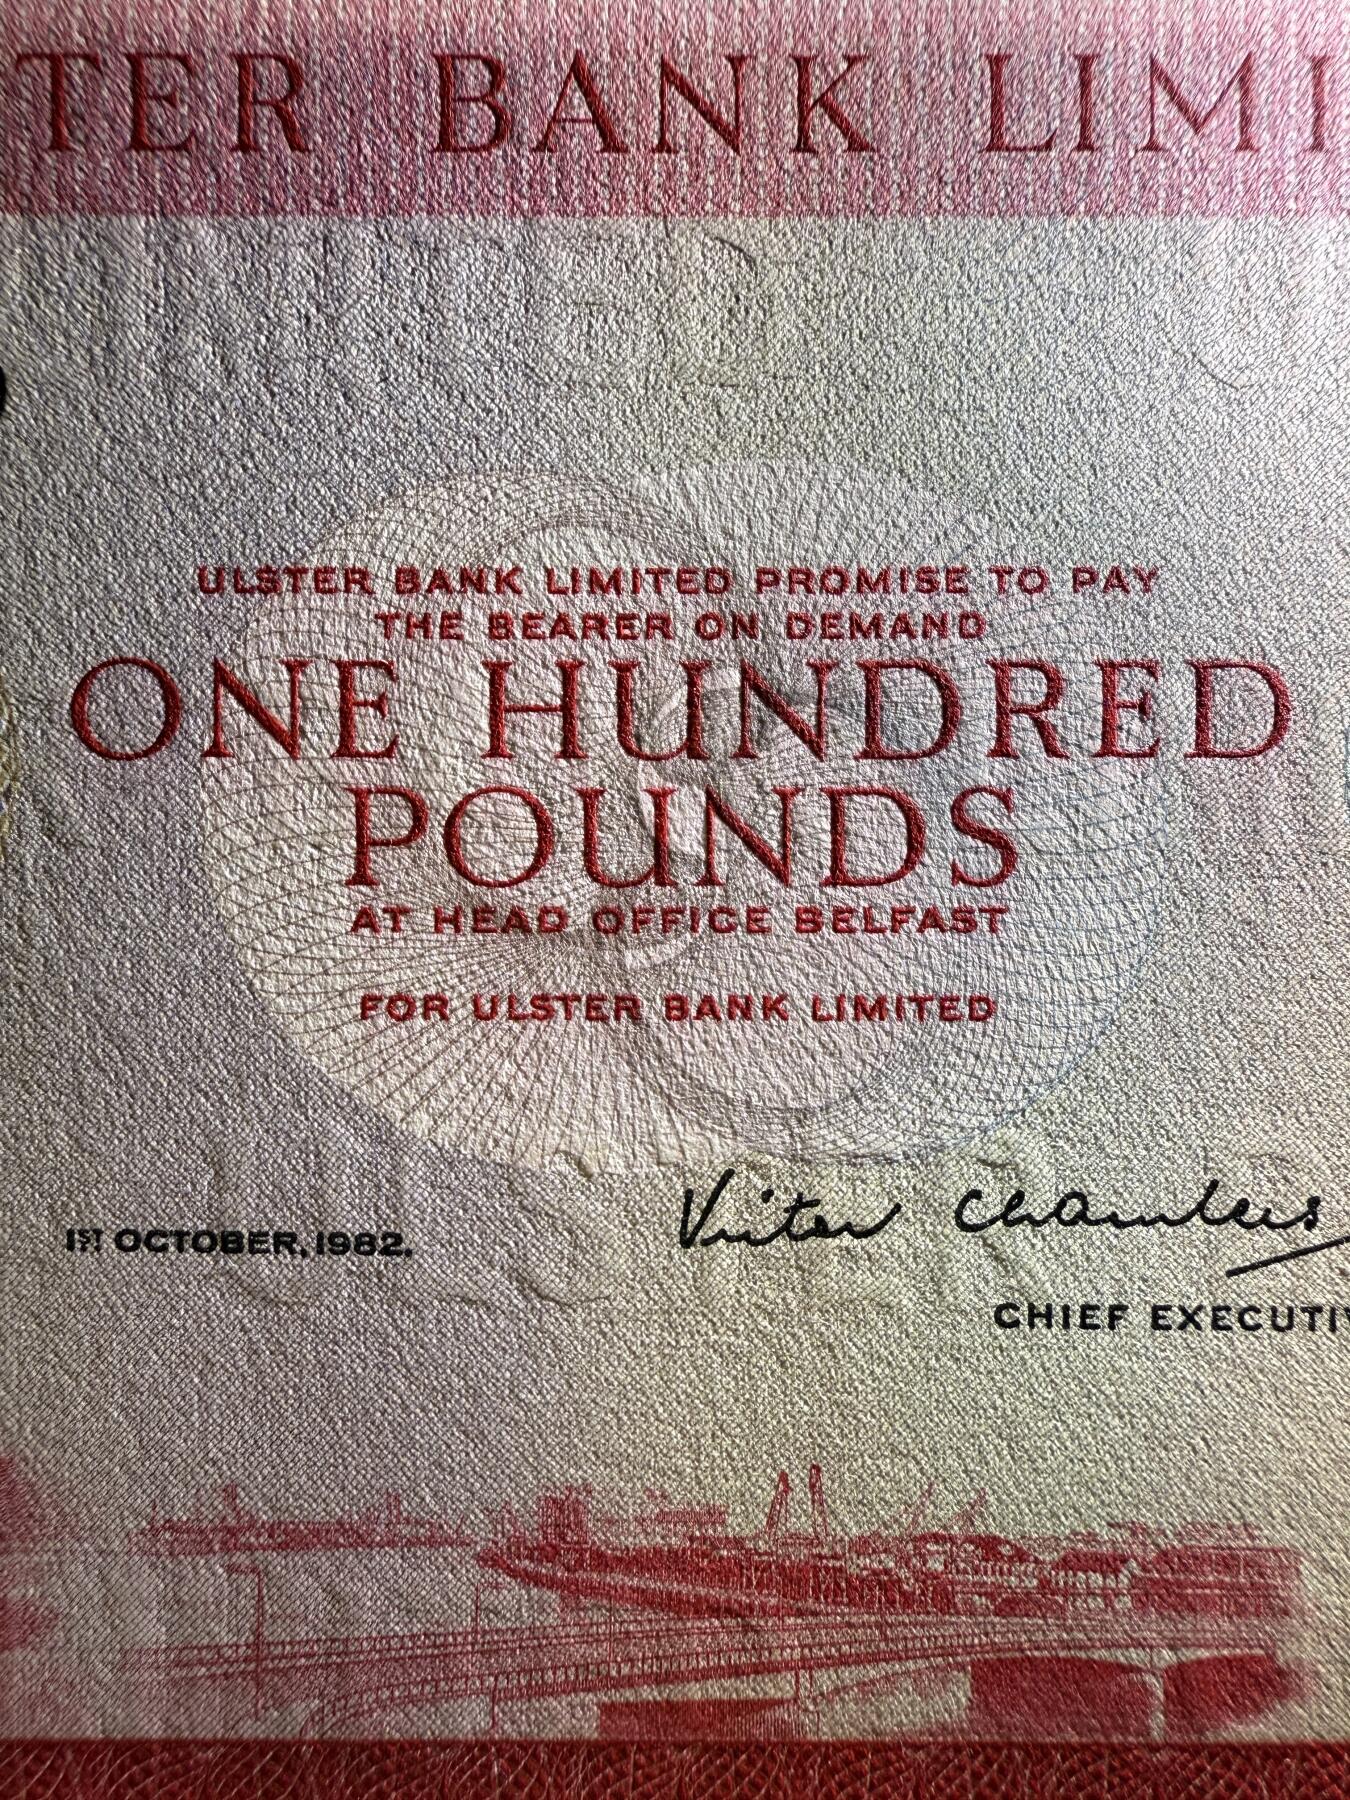 TER BANK LIMI
ULSTER BANK LIMITED PROMISE TO PAY
THE BEARER ON DEMAND
ONE HUNDRED
POUNDS
AT HEAD OFFICE BELFAST
FOR ULSTER BANK LIMITED
1ST OCTOBER, 1982.
Victor Chambers
CHIEF EXECUTIV